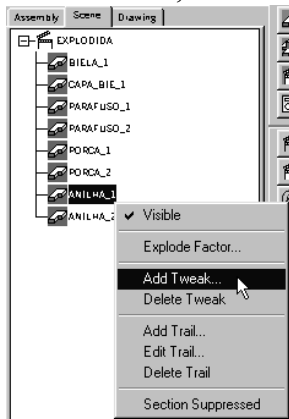 Assembly Scene Drawing
EXPLODIDA
BIELA_1
CAPA_BIE_1
PARAFUSO_1
PARAFUSO_2
PORCA_1
PORCA_2
ANILHA_1
ANILHA_2
Visible
Explode Factor...
Add Tweak...
Delete Tweak
Add Trail...
Edit Trail...
Delete Trail
Section Suppressed